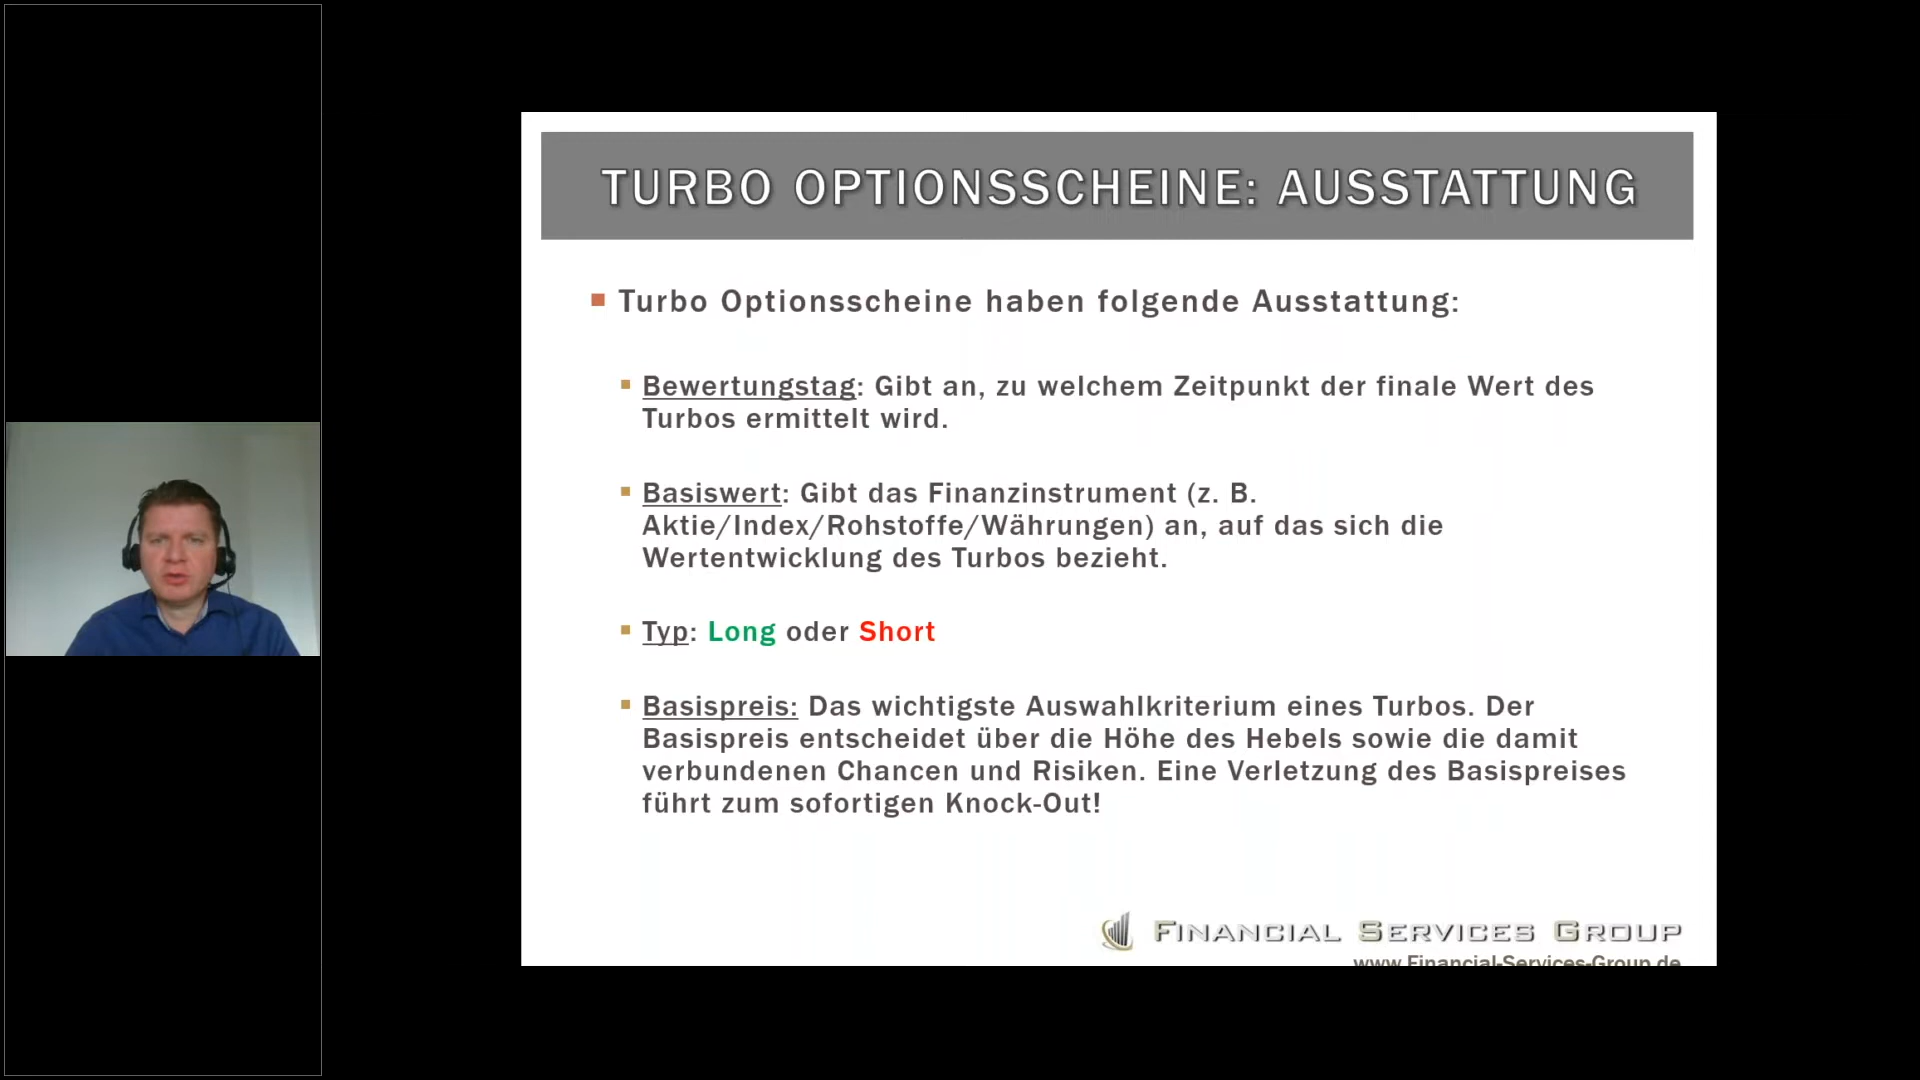 TURBO OPTIONSSCHEINE: AUSSTATTUNG
Turbo Optionsscheine haben folgende Ausstattung:
Bewertungstag: Gibt an, zu welchem Zeitpunkt der finale Wert des
Turbos ermittelt wird.
Basiswert: Gibt das Finanzinstrument (z. B.
Aktie/Index/Rohstoffe/Währungen) an, auf das sich die
Wertentwicklung des Turbos bezieht.
Typ: Long oder Short
Basispreis: Das wichtigste Auswahlkriterium eines Turbos. Der
Basispreis entscheidet über die Höhe des Hebels sowie die damit
verbundenen Chancen und Risiken. Eine Verletzung des Basispreises
führt zum sofortigen Knock-Out!
FINANCIAL SERVICES GROUP
www.Financial-Services-Group.de